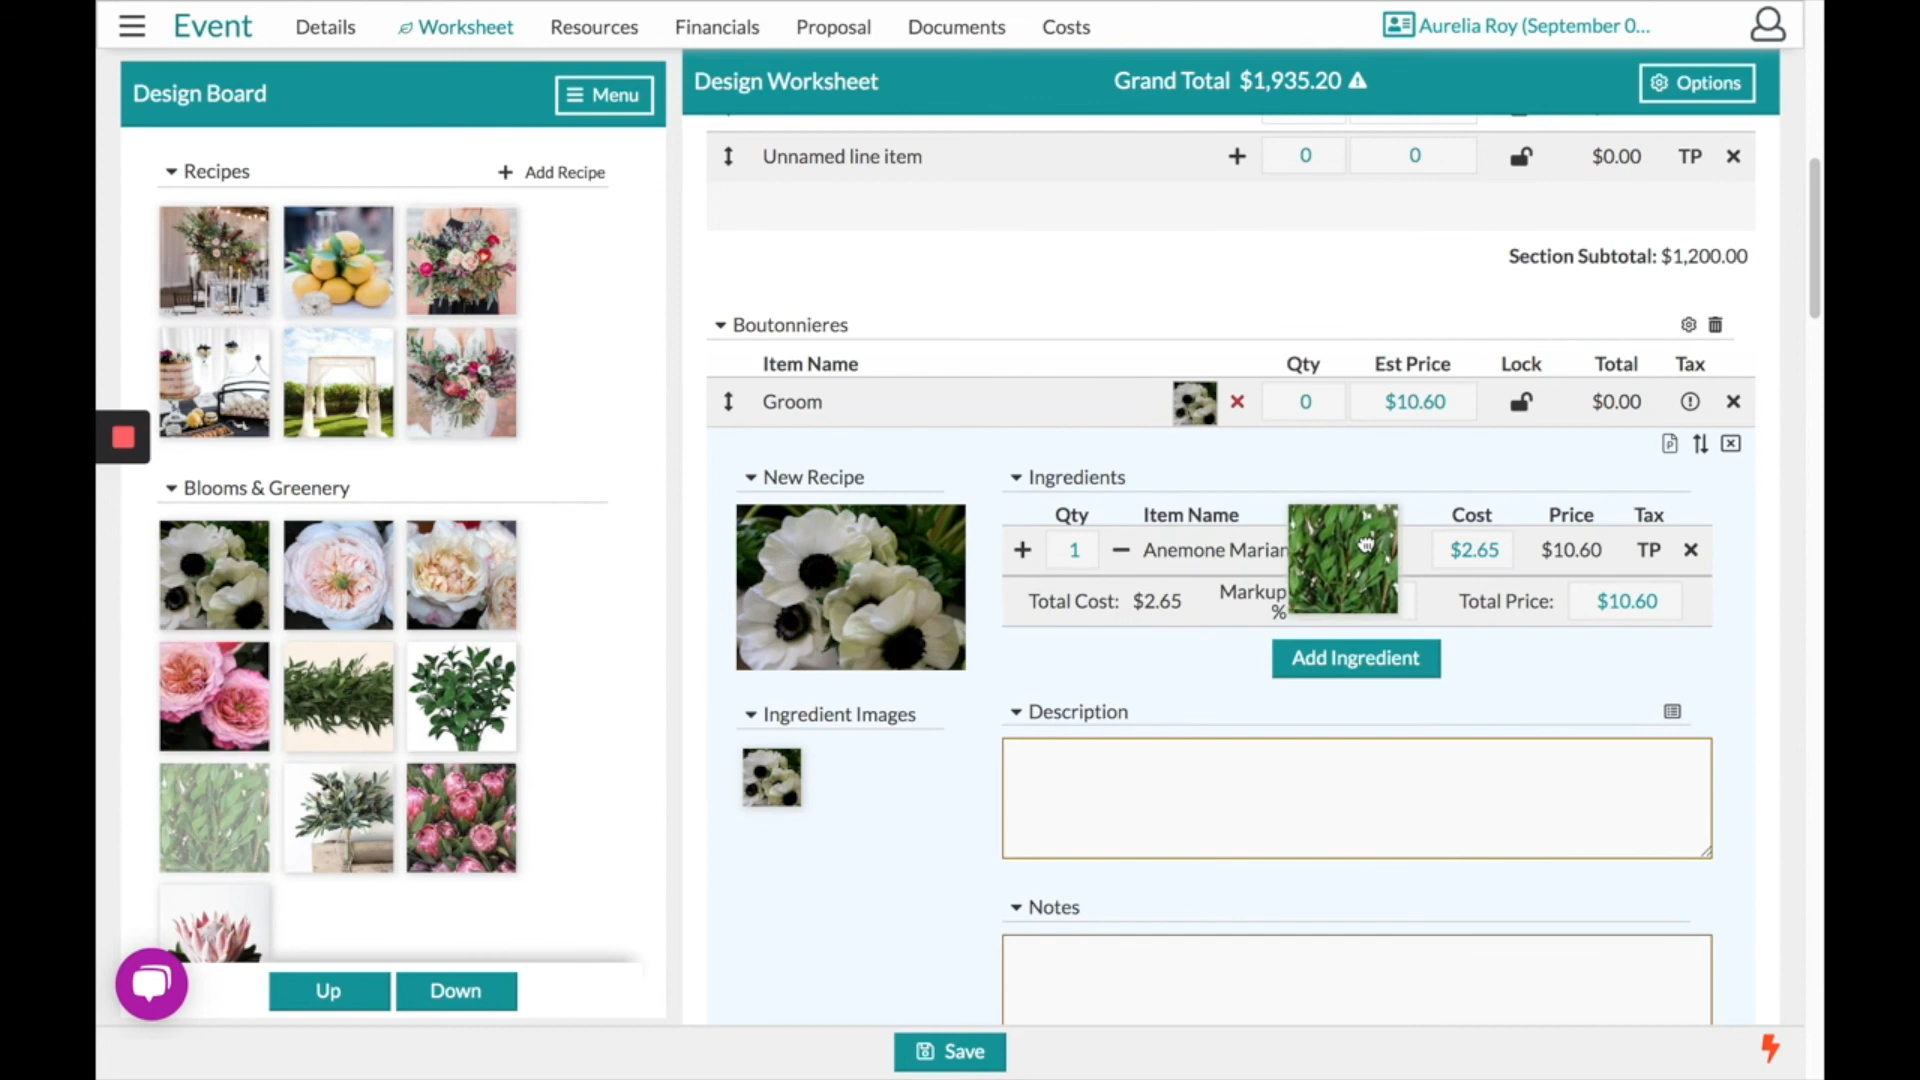 Event Details Worksheet Resources Financials Proposal Documents Costs Aurelia Roy (September 0...
Design Board Menu
Recipes + Add Recipe
Blooms & Greenery
Up Down
Design Worksheet Grand Total $1,935.20 Options
Unnamed line item + 0 0 $0.00 TP
Section Subtotal: $1,200.00
Boutonnieres
Item Name Qty Est Price Lock Total Tax
Groom 0 $10.60 $0.00
New Recipe
Ingredients
Qty Item Name Cost Price Tax
+ 1 − Anemone Marian $2.65 $10.60 TP
Total Cost: $2.65 Markup % Total Price: $10.60
Add Ingredient
Ingredient Images
Description
Notes
Save